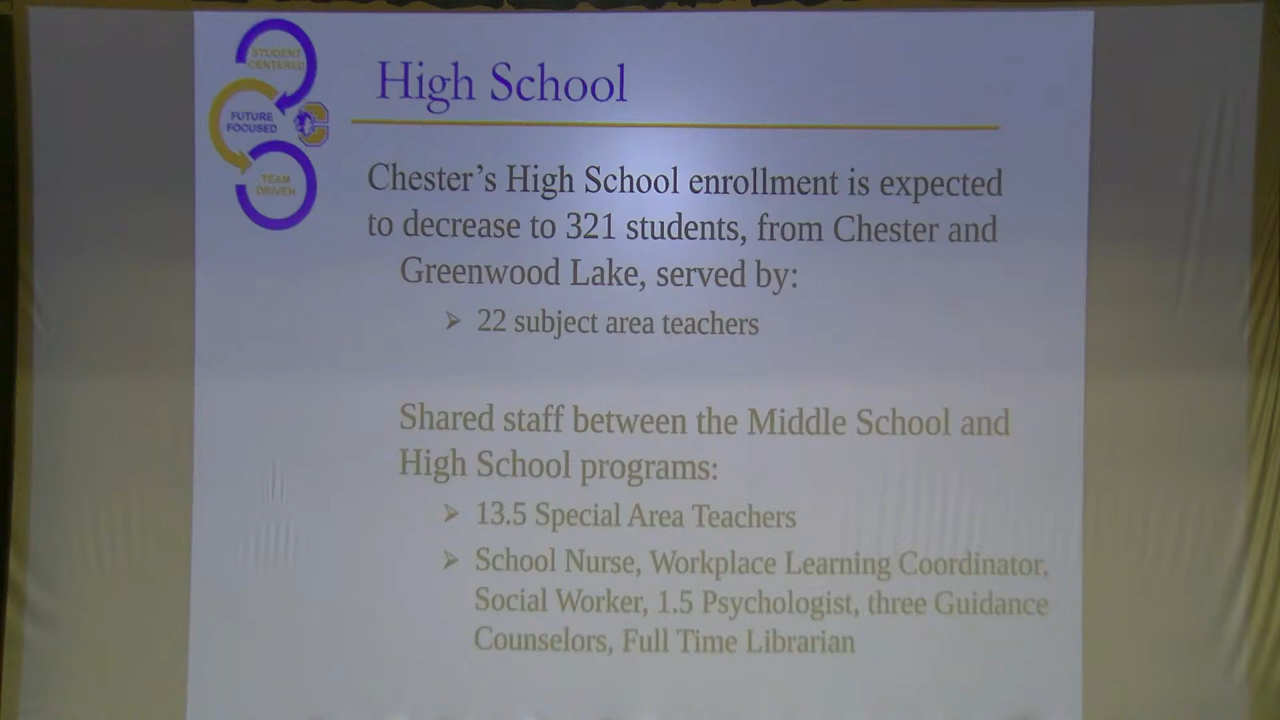 STUDENT
CENTERED
FUTURE
FOCUSED
C
TEAM
DRIVEN
High School
Chester’s High School enrollment is expected
to decrease to 321 students, from Chester and
Greenwood Lake, served by:
➢ 22 subject area teachers
Shared staff between the Middle School and
High School programs:
➢ 13.5 Special Area Teachers
➢ School Nurse, Workplace Learning Coordinator,
Social Worker, 1.5 Psychologist, three Guidance
Counselors, Full Time Librarian